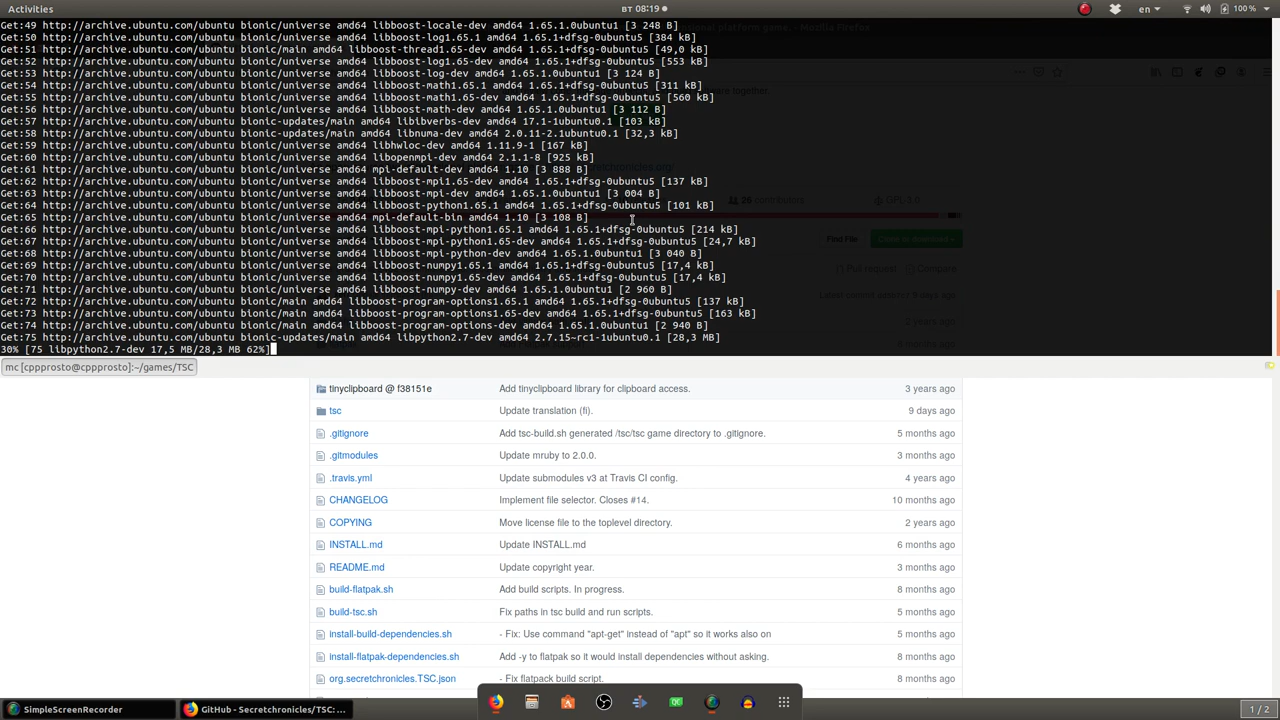 Activities
вт 08:19
en
100 %
Get:49 http://archive.ubuntu.com/ubuntu bionic/universe amd64 libboost-locale-dev amd64 1.65.1.0ubuntu1 [3 248 B]
Get:50 http://archive.ubuntu.com/ubuntu bionic/universe amd64 libboost-log1.65.1 amd64 1.65.1+dfsg-0ubuntu5 [384 kB]
Get:51 http://archive.ubuntu.com/ubuntu bionic/main amd64 libboost-thread1.65-dev amd64 1.65.1+dfsg-0ubuntu5 [49,0 kB]
Get:52 http://archive.ubuntu.com/ubuntu bionic/universe amd64 libboost-log1.65-dev amd64 1.65.1+dfsg-0ubuntu5 [553 kB]
Get:53 http://archive.ubuntu.com/ubuntu bionic/universe amd64 libboost-log-dev amd64 1.65.1.0ubuntu1 [3 124 B]
Get:54 http://archive.ubuntu.com/ubuntu bionic/universe amd64 libboost-math1.65.1 amd64 1.65.1+dfsg-0ubuntu5 [311 kB]
Get:55 http://archive.ubuntu.com/ubuntu bionic/universe amd64 libboost-math1.65-dev amd64 1.65.1+dfsg-0ubuntu5 [560 kB]
Get:56 http://archive.ubuntu.com/ubuntu bionic/universe amd64 libboost-math-dev amd64 1.65.1.0ubuntu1 [3 112 B]
Get:57 http://archive.ubuntu.com/ubuntu bionic-updates/main amd64 libibverbs-dev amd64 17.1-1ubuntu0.1 [103 kB]
Get:58 http://archive.ubuntu.com/ubuntu bionic-updates/main amd64 libnuma-dev amd64 2.0.11-2.1ubuntu0.1 [32,3 kB]
Get:59 http://archive.ubuntu.com/ubuntu bionic/universe amd64 libhwloc-dev amd64 1.11.9-1 [167 kB]
Get:60 http://archive.ubuntu.com/ubuntu bionic/universe amd64 libopenmpi-dev amd64 2.1.1-8 [925 kB]
Get:61 http://archive.ubuntu.com/ubuntu bionic/universe amd64 mpi-default-dev amd64 1.10 [3 888 B]
Get:62 http://archive.ubuntu.com/ubuntu bionic/universe amd64 libboost-mpi1.65-dev amd64 1.65.1+dfsg-0ubuntu5 [137 kB]
Get:63 http://archive.ubuntu.com/ubuntu bionic/universe amd64 libboost-mpi-dev amd64 1.65.1.0ubuntu1 [3 004 B]
Get:64 http://archive.ubuntu.com/ubuntu bionic/universe amd64 libboost-python1.65.1 amd64 1.65.1+dfsg-0ubuntu5 [101 kB]
Get:65 http://archive.ubuntu.com/ubuntu bionic/universe amd64 mpi-default-bin amd64 1.10 [3 108 B]
Get:66 http://archive.ubuntu.com/ubuntu bionic/universe amd64 libboost-mpi-python1.65.1 amd64 1.65.1+dfsg-0ubuntu5 [214 kB]
Get:67 http://archive.ubuntu.com/ubuntu bionic/universe amd64 libboost-mpi-python1.65-dev amd64 1.65.1+dfsg-0ubuntu5 [24,7 kB]
Get:68 http://archive.ubuntu.com/ubuntu bionic/universe amd64 libboost-mpi-python-dev amd64 1.65.1.0ubuntu1 [3 040 B]
Get:69 http://archive.ubuntu.com/ubuntu bionic/universe amd64 libboost-numpy1.65.1 amd64 1.65.1+dfsg-0ubuntu5 [17,4 kB]
Get:70 http://archive.ubuntu.com/ubuntu bionic/universe amd64 libboost-numpy1.65-dev amd64 1.65.1+dfsg-0ubuntu5 [17,4 kB]
Get:71 http://archive.ubuntu.com/ubuntu bionic/universe amd64 libboost-numpy-dev amd64 1.65.1.0ubuntu1 [2 960 B]
Get:72 http://archive.ubuntu.com/ubuntu bionic/main amd64 libboost-program-options1.65.1 amd64 1.65.1+dfsg-0ubuntu5 [137 kB]
Get:73 http://archive.ubuntu.com/ubuntu bionic/main amd64 libboost-program-options1.65-dev amd64 1.65.1+dfsg-0ubuntu5 [163 kB]
Get:74 http://archive.ubuntu.com/ubuntu bionic/main amd64 libboost-program-options-dev amd64 1.65.1.0ubuntu1 [2 940 B]
Get:75 http://archive.ubuntu.com/ubuntu bionic-updates/main amd64 libpython2.7-dev amd64 2.7.15~rc1-1ubuntu0.1 [28,3 MB]
30% [75 libpython2.7-dev 17,5 MB/28,3 MB 62%]
sional platform game. - Mozilla Firefox
26 contributors
GPL-3.0
Find File
Clone or download
Pull request
Compare
2 years ago
mc [cppprosto@cppprosto]:~/games/TSC
tinyclipboard @ f38151e Add tinyclipboard library for clipboard access. 3 years ago
tsc Update translation (fi). 9 days ago
.gitignore Add tsc-build.sh generated /tsc/tsc game directory to .gitignore. 5 months ago
.gitmodules Update mruby to 2.0.0. 3 months ago
.travis.yml Update submodules v3 at Travis CI config. 4 years ago
CHANGELOG Implement file selector. Closes #14. 10 months ago
COPYING Move license file to the toplevel directory. 2 years ago
INSTALL.md Update INSTALL.md 6 months ago
README.md Update copyright year. 3 months ago
build-flatpak.sh Add build scripts. In progress. 8 months ago
build-tsc.sh Fix paths in tsc build and run scripts. 5 months ago
install-build-dependencies.sh - Fix: Use command "apt-get" instead of "apt" so it works also on 5 months ago
install-flatpak-dependencies.sh Add -y to flatpak so it would install dependencies without asking. 8 months ago
org.secretchronicles.TSC.json - Fix flatpack build script. 8 months ago
SimpleScreenRecorder
GitHub - Secretchronicles/TSC: ...
1 / 2